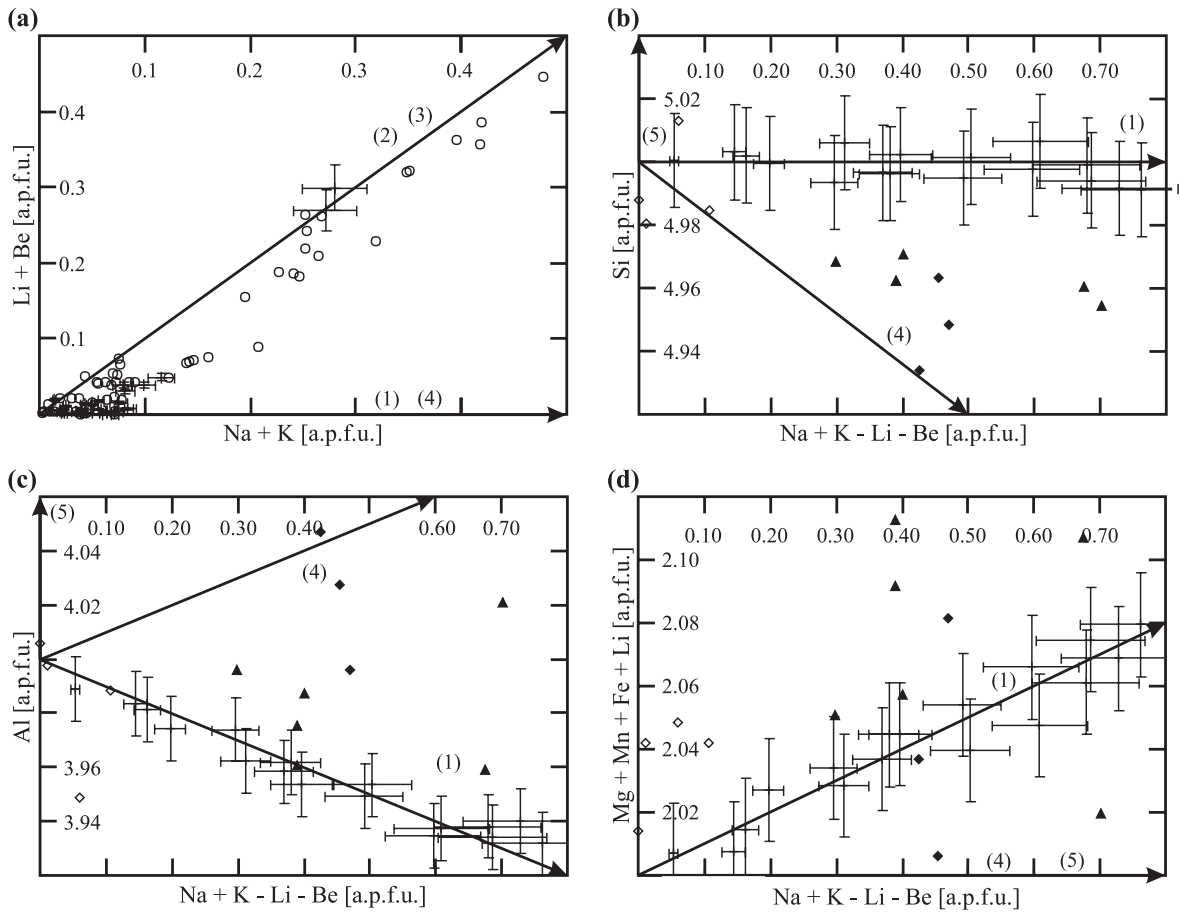 (a)
0.1 0.2 0.3 0.4
0.4
0.3
0.2
0.1
(2) (3)
(1) (4)
Li + Be [a.p.f.u.]
Na + K [a.p.f.u.]
(b)
0.10 0.20 0.30 0.40 0.50 0.60 0.70
5.02
4.98
4.96
4.94
(5)
(1)
(4)
Si [a.p.f.u.]
Na + K - Li - Be [a.p.f.u.]
(c)
(5)
0.10 0.20 0.30 0.40 0.50 0.60 0.70
4.04
4.02
3.96
3.94
(4)
(1)
Al [a.p.f.u.]
Na + K - Li - Be [a.p.f.u.]
(d)
0.10 0.20 0.30 0.40 0.50 0.60 0.70
2.10
2.08
2.06
2.04
2.02
(1)
(4) (5)
Mg + Mn + Fe + Li [a.p.f.u.]
Na + K - Li - Be [a.p.f.u.]